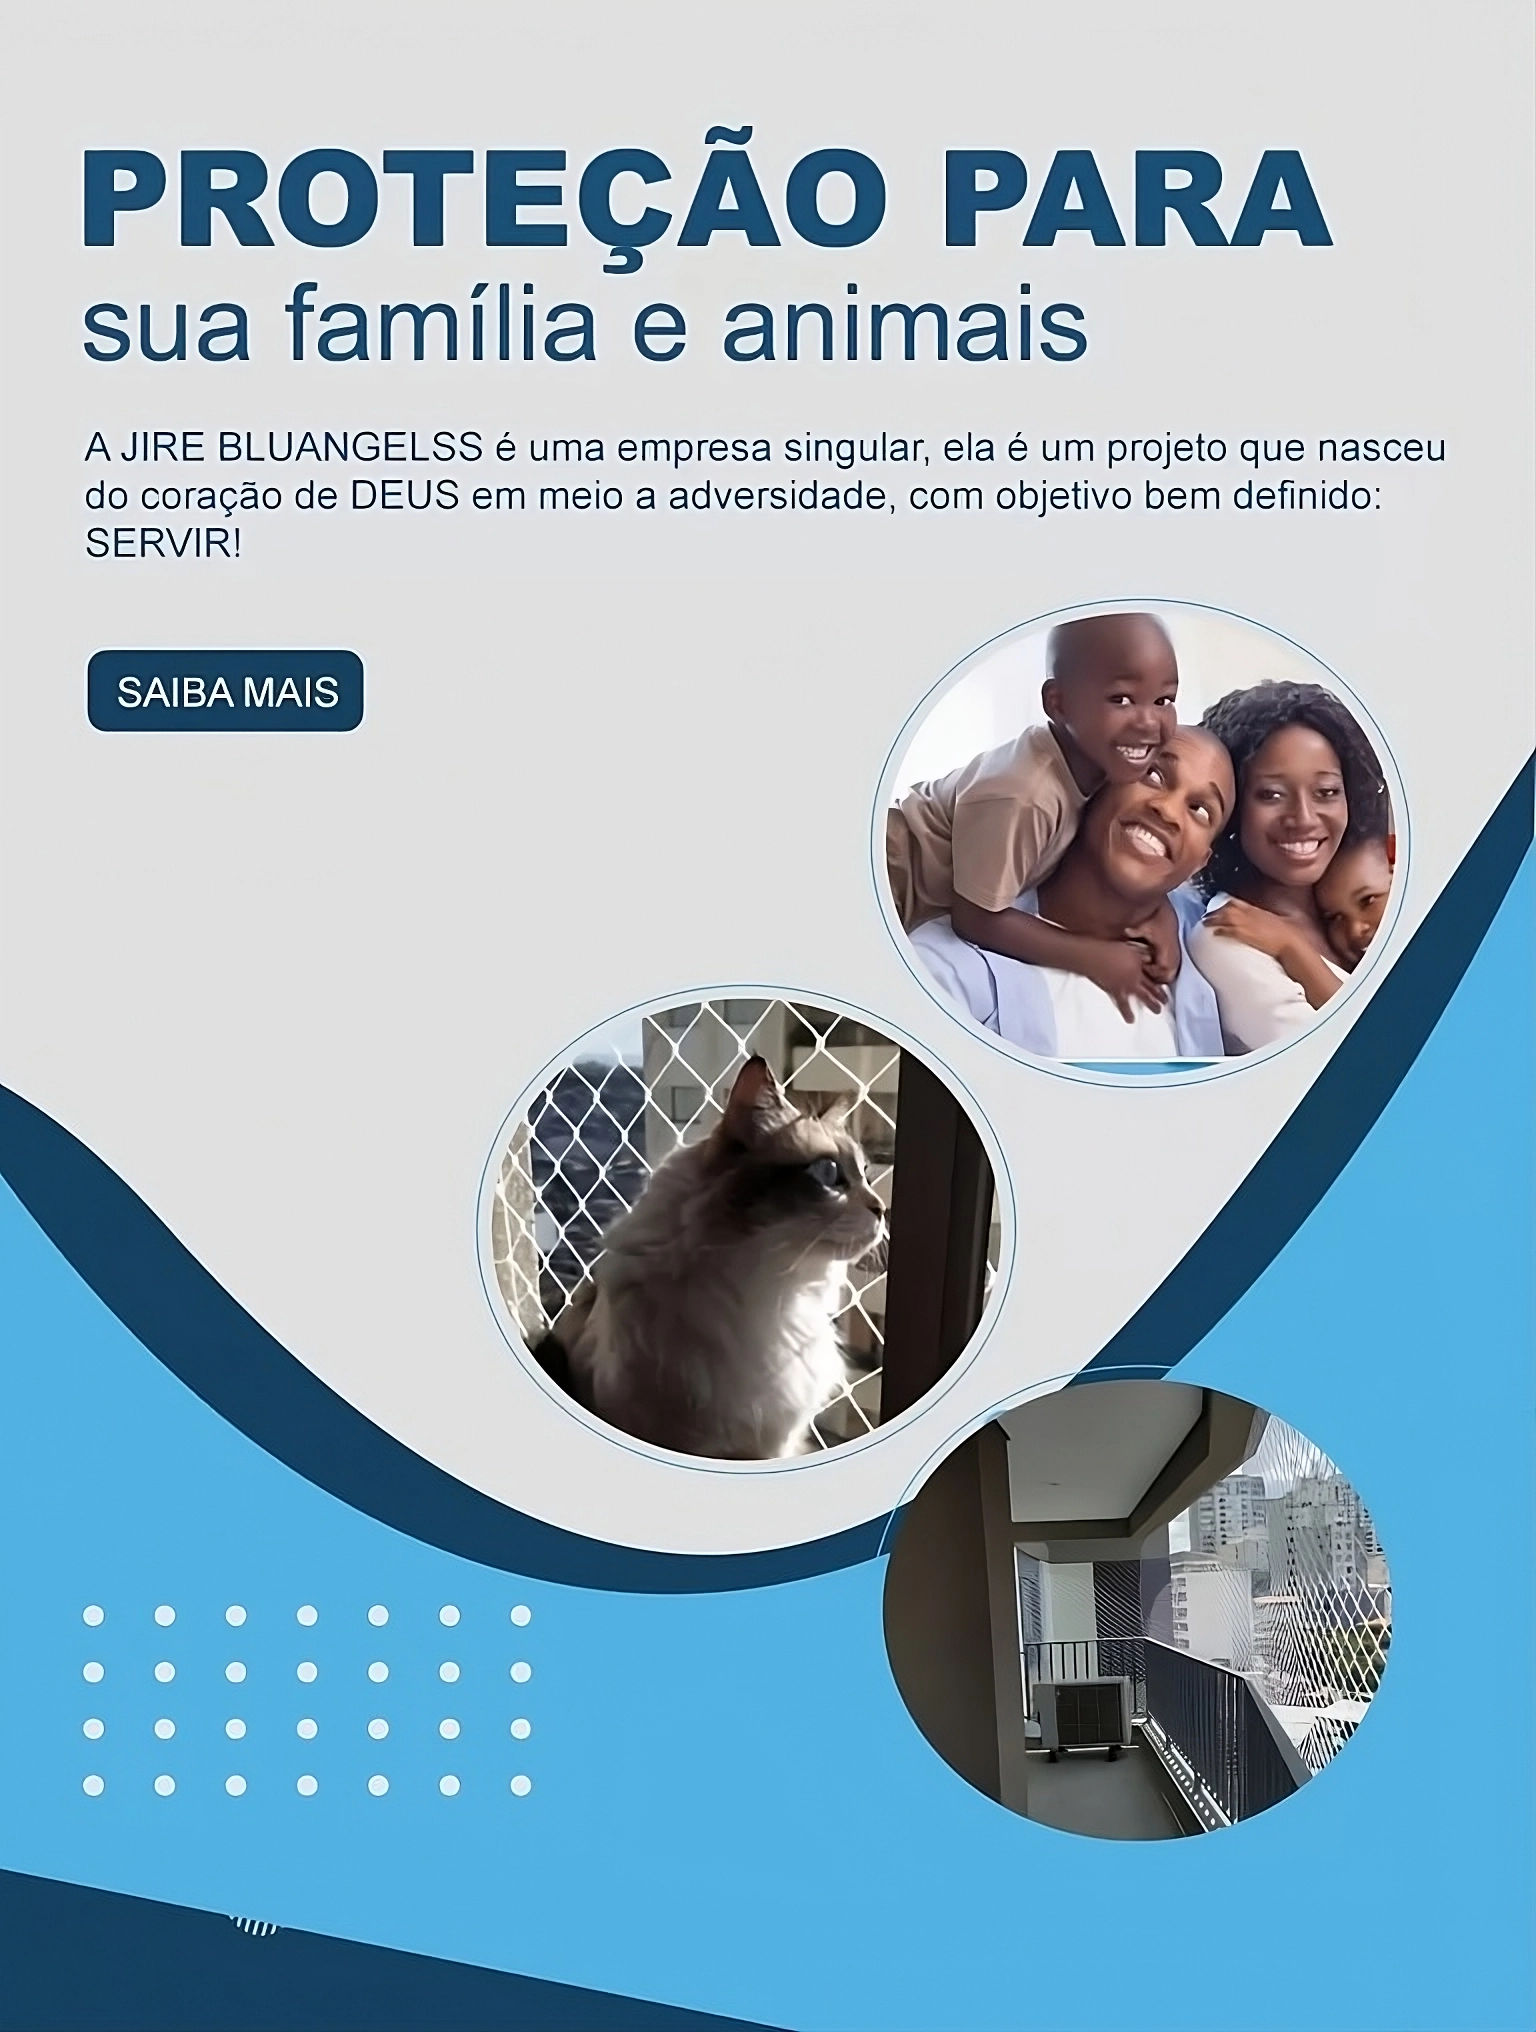 PROTEÇÃO PARA
sua família e animais
A JIRE BLUANGELSS é uma empresa singular, ela é um projeto que nasceu
do coração de DEUS em meio a adversidade, com objetivo bem definido:
SERVIR!
SAIBA MAIS